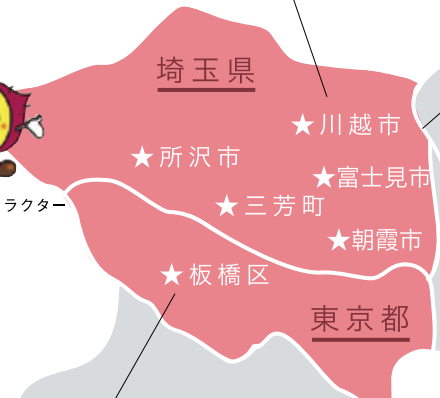 埼玉県
★川越市
★所沢市
★富士見市
★三芳町
ラクター
★朝霞市
★板橋区
東京都